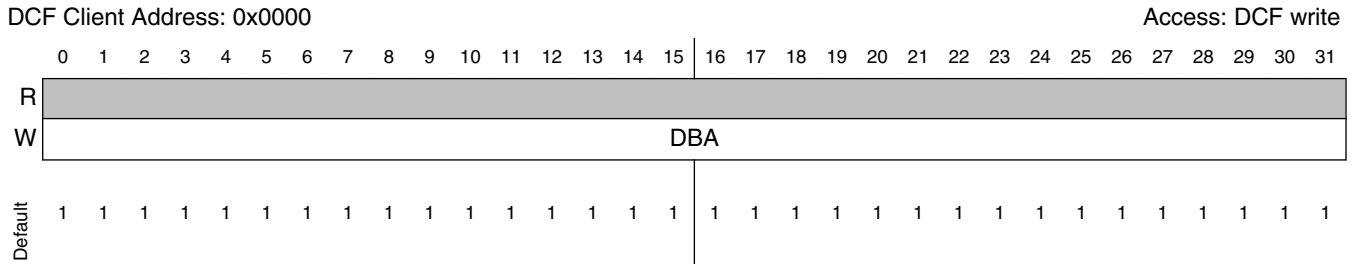 DCF Client Address: 0x0000 Access: DCF write
0 1 2 3 4 5 6 7 8 9 10 11 12 13 14 15 16 17 18 19 20 21 22 23 24 25 26 27 28 29 30 31
R
W DBA
Default 1 1 1 1 1 1 1 1 1 1 1 1 1 1 1 1 1 1 1 1 1 1 1 1 1 1 1 1 1 1 1 1